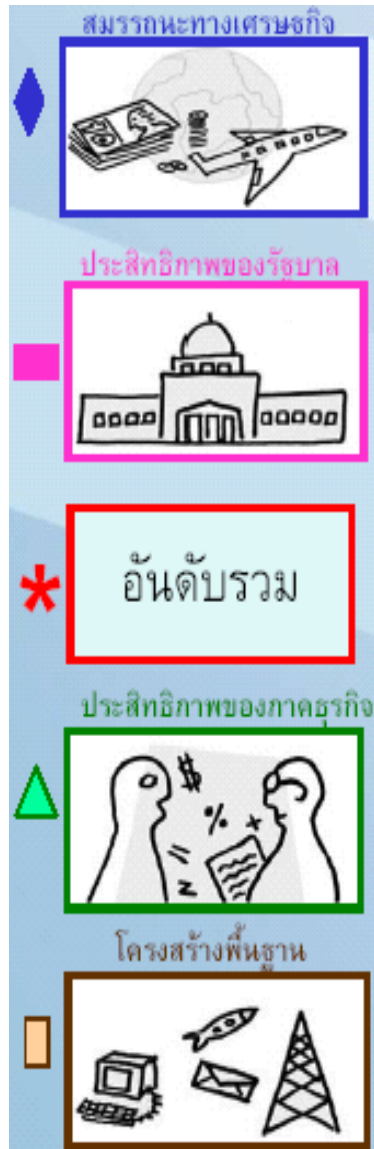 สมรรถนะทางเศรษฐกิจ
ประสิทธิภาพของรัฐบาล
* อันดับรวม
ประสิทธิภาพของภาคธุรกิจ
$
% +
โครงสร้างพื้นฐาน